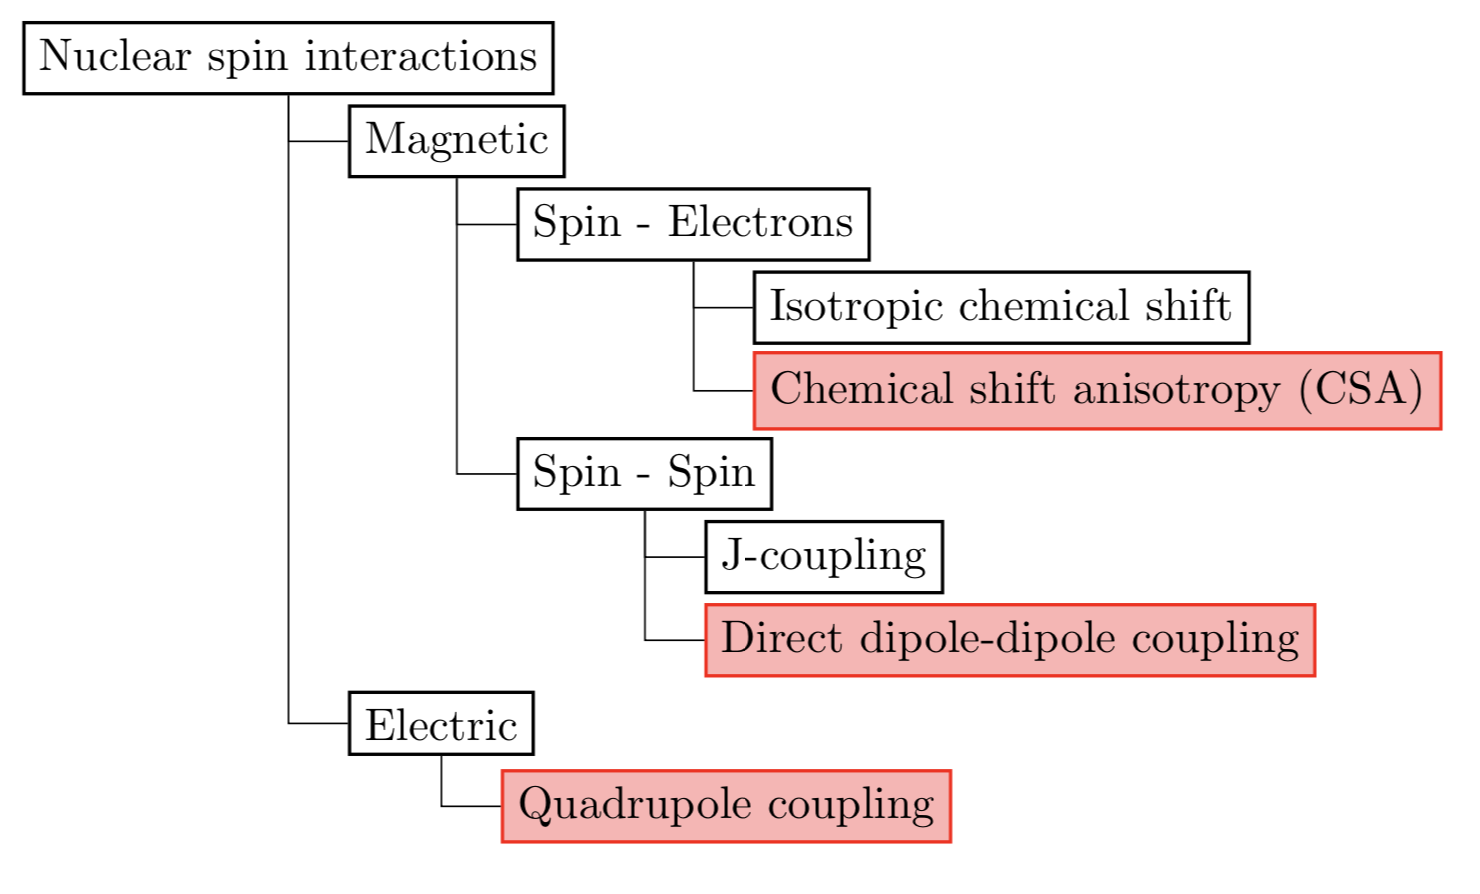 Nuclear spin interactions
Magnetic
Spin - Electrons
Isotropic chemical shift
Chemical shift anisotropy (CSA)
Spin - Spin
J-coupling
Direct dipole-dipole coupling
Electric
Quadrupole coupling